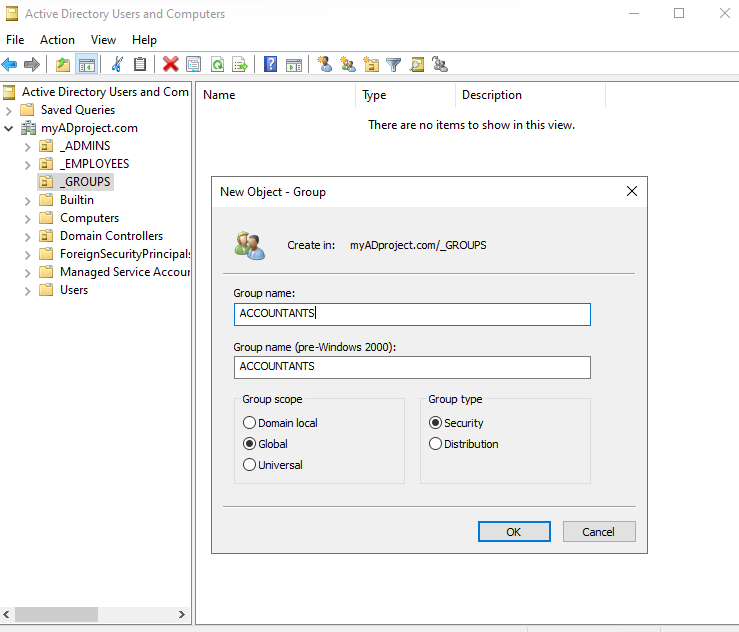 Active Directory Users and Computers
File Action View Help
Active Directory Users and Com
Saved Queries
myADproject.com
_ADMINS
_EMPLOYEES
_GROUPS
Builtin
Computers
Domain Controllers
ForeignSecurityPrincipals
Managed Service Accour
Users
Name Type Description
There are no items to show in this view.
New Object - Group
Create in: myADproject.com/_GROUPS
Group name:
ACCOUNTANTS
Group name (pre-Windows 2000):
ACCOUNTANTS
Group scope
Domain local
Global
Universal
Group type
Security
Distribution
OK Cancel